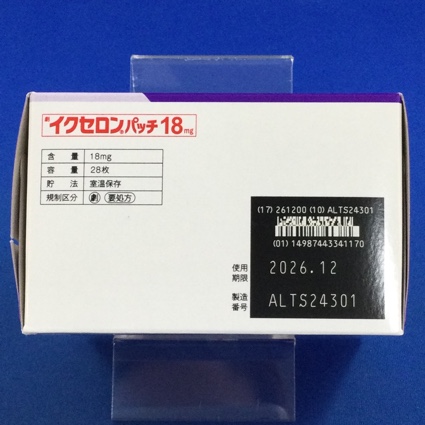 劇 イクセロン®パッチ18mg
含 量 18mg
容 量 28枚
貯 法 室温保存
規制区分 劇 要処方
(17) 261200 (10) ALTS24301
(01) 14987443341170
使用期限 2026.12
製造番号 ALTS24301